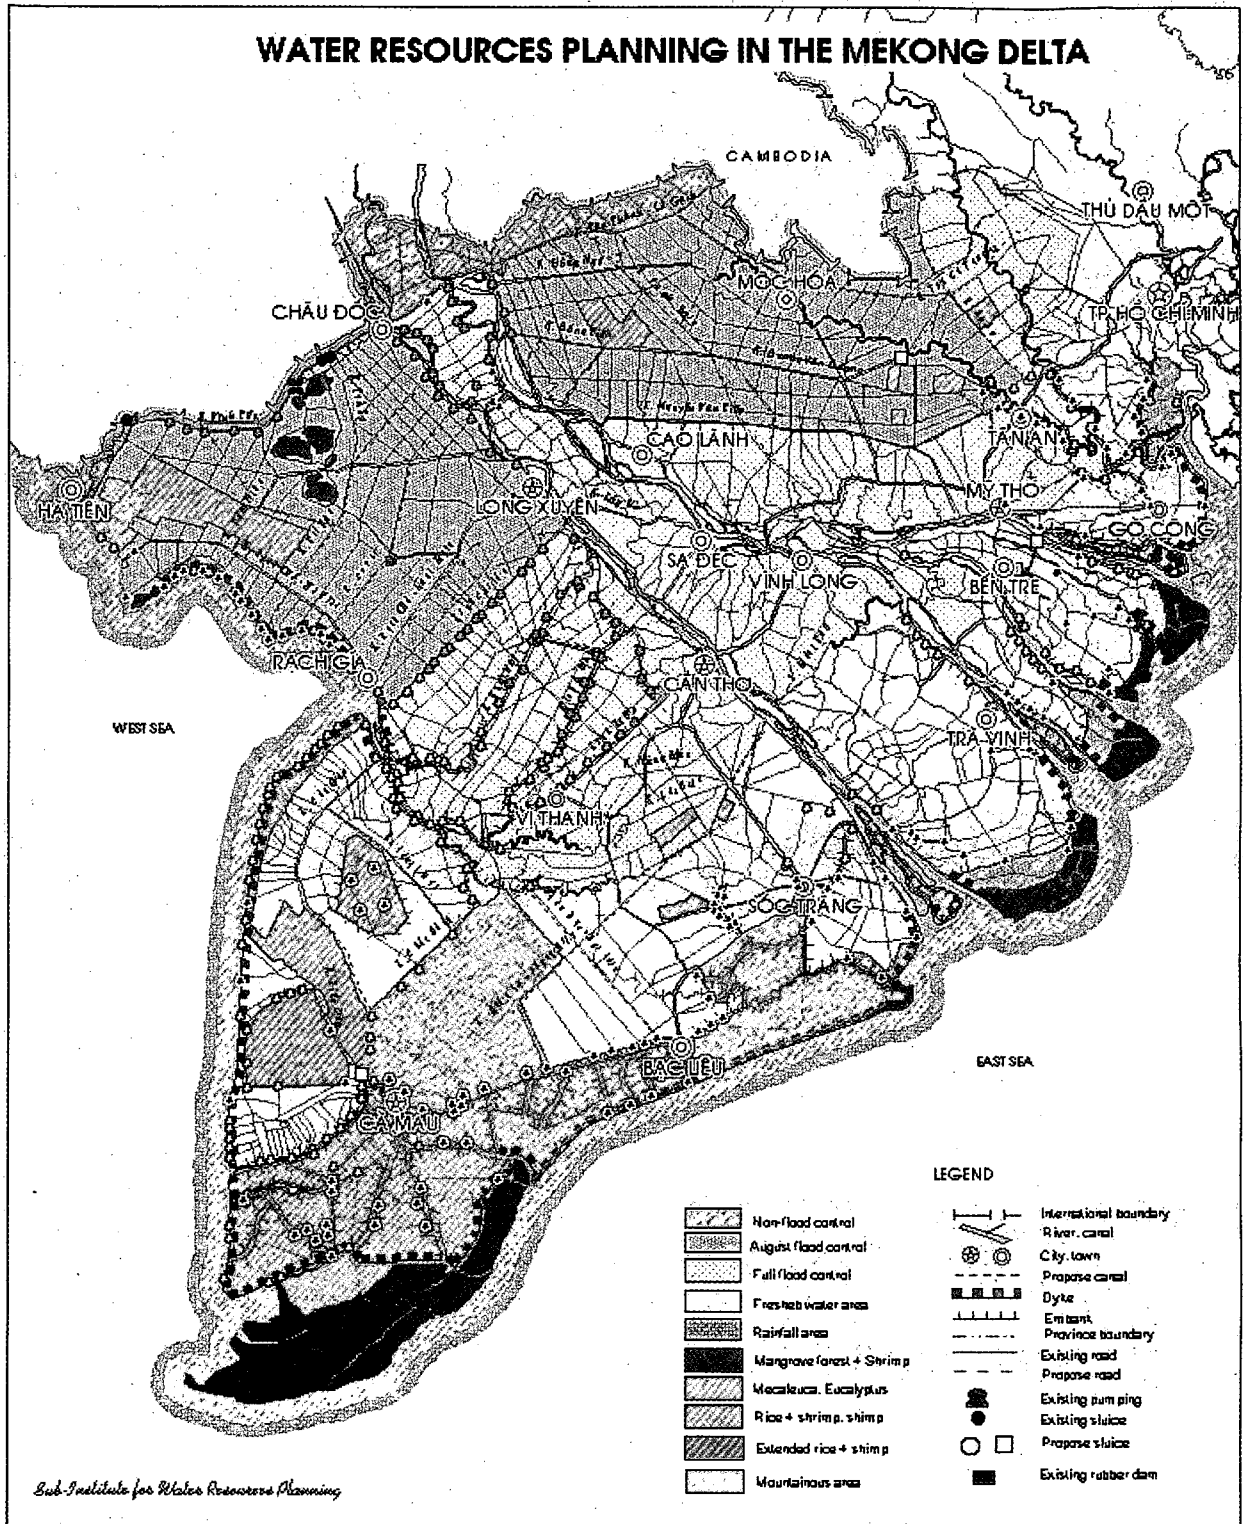 WATER RESOURCES PLANNING IN THE MEKONG DELTA
CAMBODIA
THỦ DẦU MỘT
MỘC HÓA
TP. HỒ CHÍ MINH
CHÂU ĐỐC
CAO LÃNH
TÂN AN
HÀ TIÊN
LONG XUYÊN
MỸ THO
GÒ CÔNG
SA ĐÉC
VĨNH LONG
BẾN TRE
RẠCH GIÁ
CẦN THƠ
WEST SEA
TRÀ VINH
VỊ THANH
SÓC TRĂNG
BẠC LIÊU
EAST SEA
CÀ MAU
LEGEND
Non-flood control
August flood control
Full flood control
Fresheb water area
Rainfall area
Mangrove forest + Shrimp
Mecaleuca. Eucalyptus
Rice + shrimp. shimp
Extended rice + shimp
Mountainous area
International boundary
River. canal
City. town
Propose canal
Dyke
Embank
Province boundary
Existing road
Propose road
Existing pumping
Existing sluice
Propose sluice
Existing rubber dam
Sub-Institute for Water Resources Planning